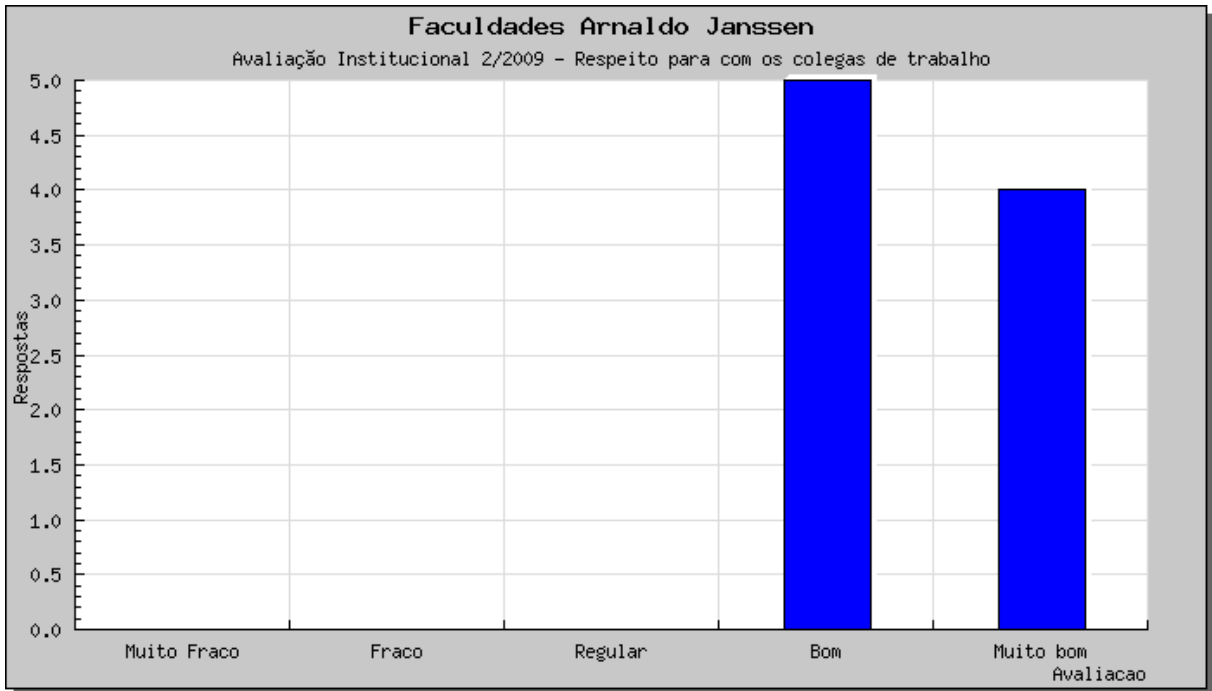 Faculdades Arnaldo Janssen
Avaliação Institucional 2/2009 - Respeito para com os colegas de trabalho
5.0
4.5
4.0
3.5
3.0
Respostas
2.5
2.0
1.5
1.0
0.5
0.0
Muito Fraco Fraco Regular Bom Muito bom
Avaliacao